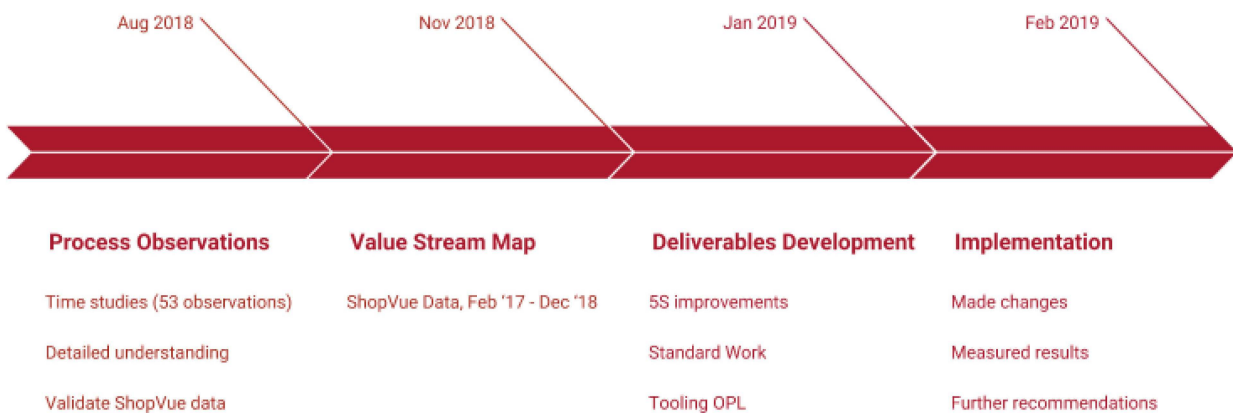 Aug 2018
Nov 2018
Jan 2019
Feb 2019
Process Observations
Time studies (53 observations)
Detailed understanding
Validate ShopVue data
Value Stream Map
ShopVue Data, Feb ‘17 - Dec ‘18
Deliverables Development
5S improvements
Standard Work
Tooling OPL
Implementation
Made changes
Measured results
Further recommendations